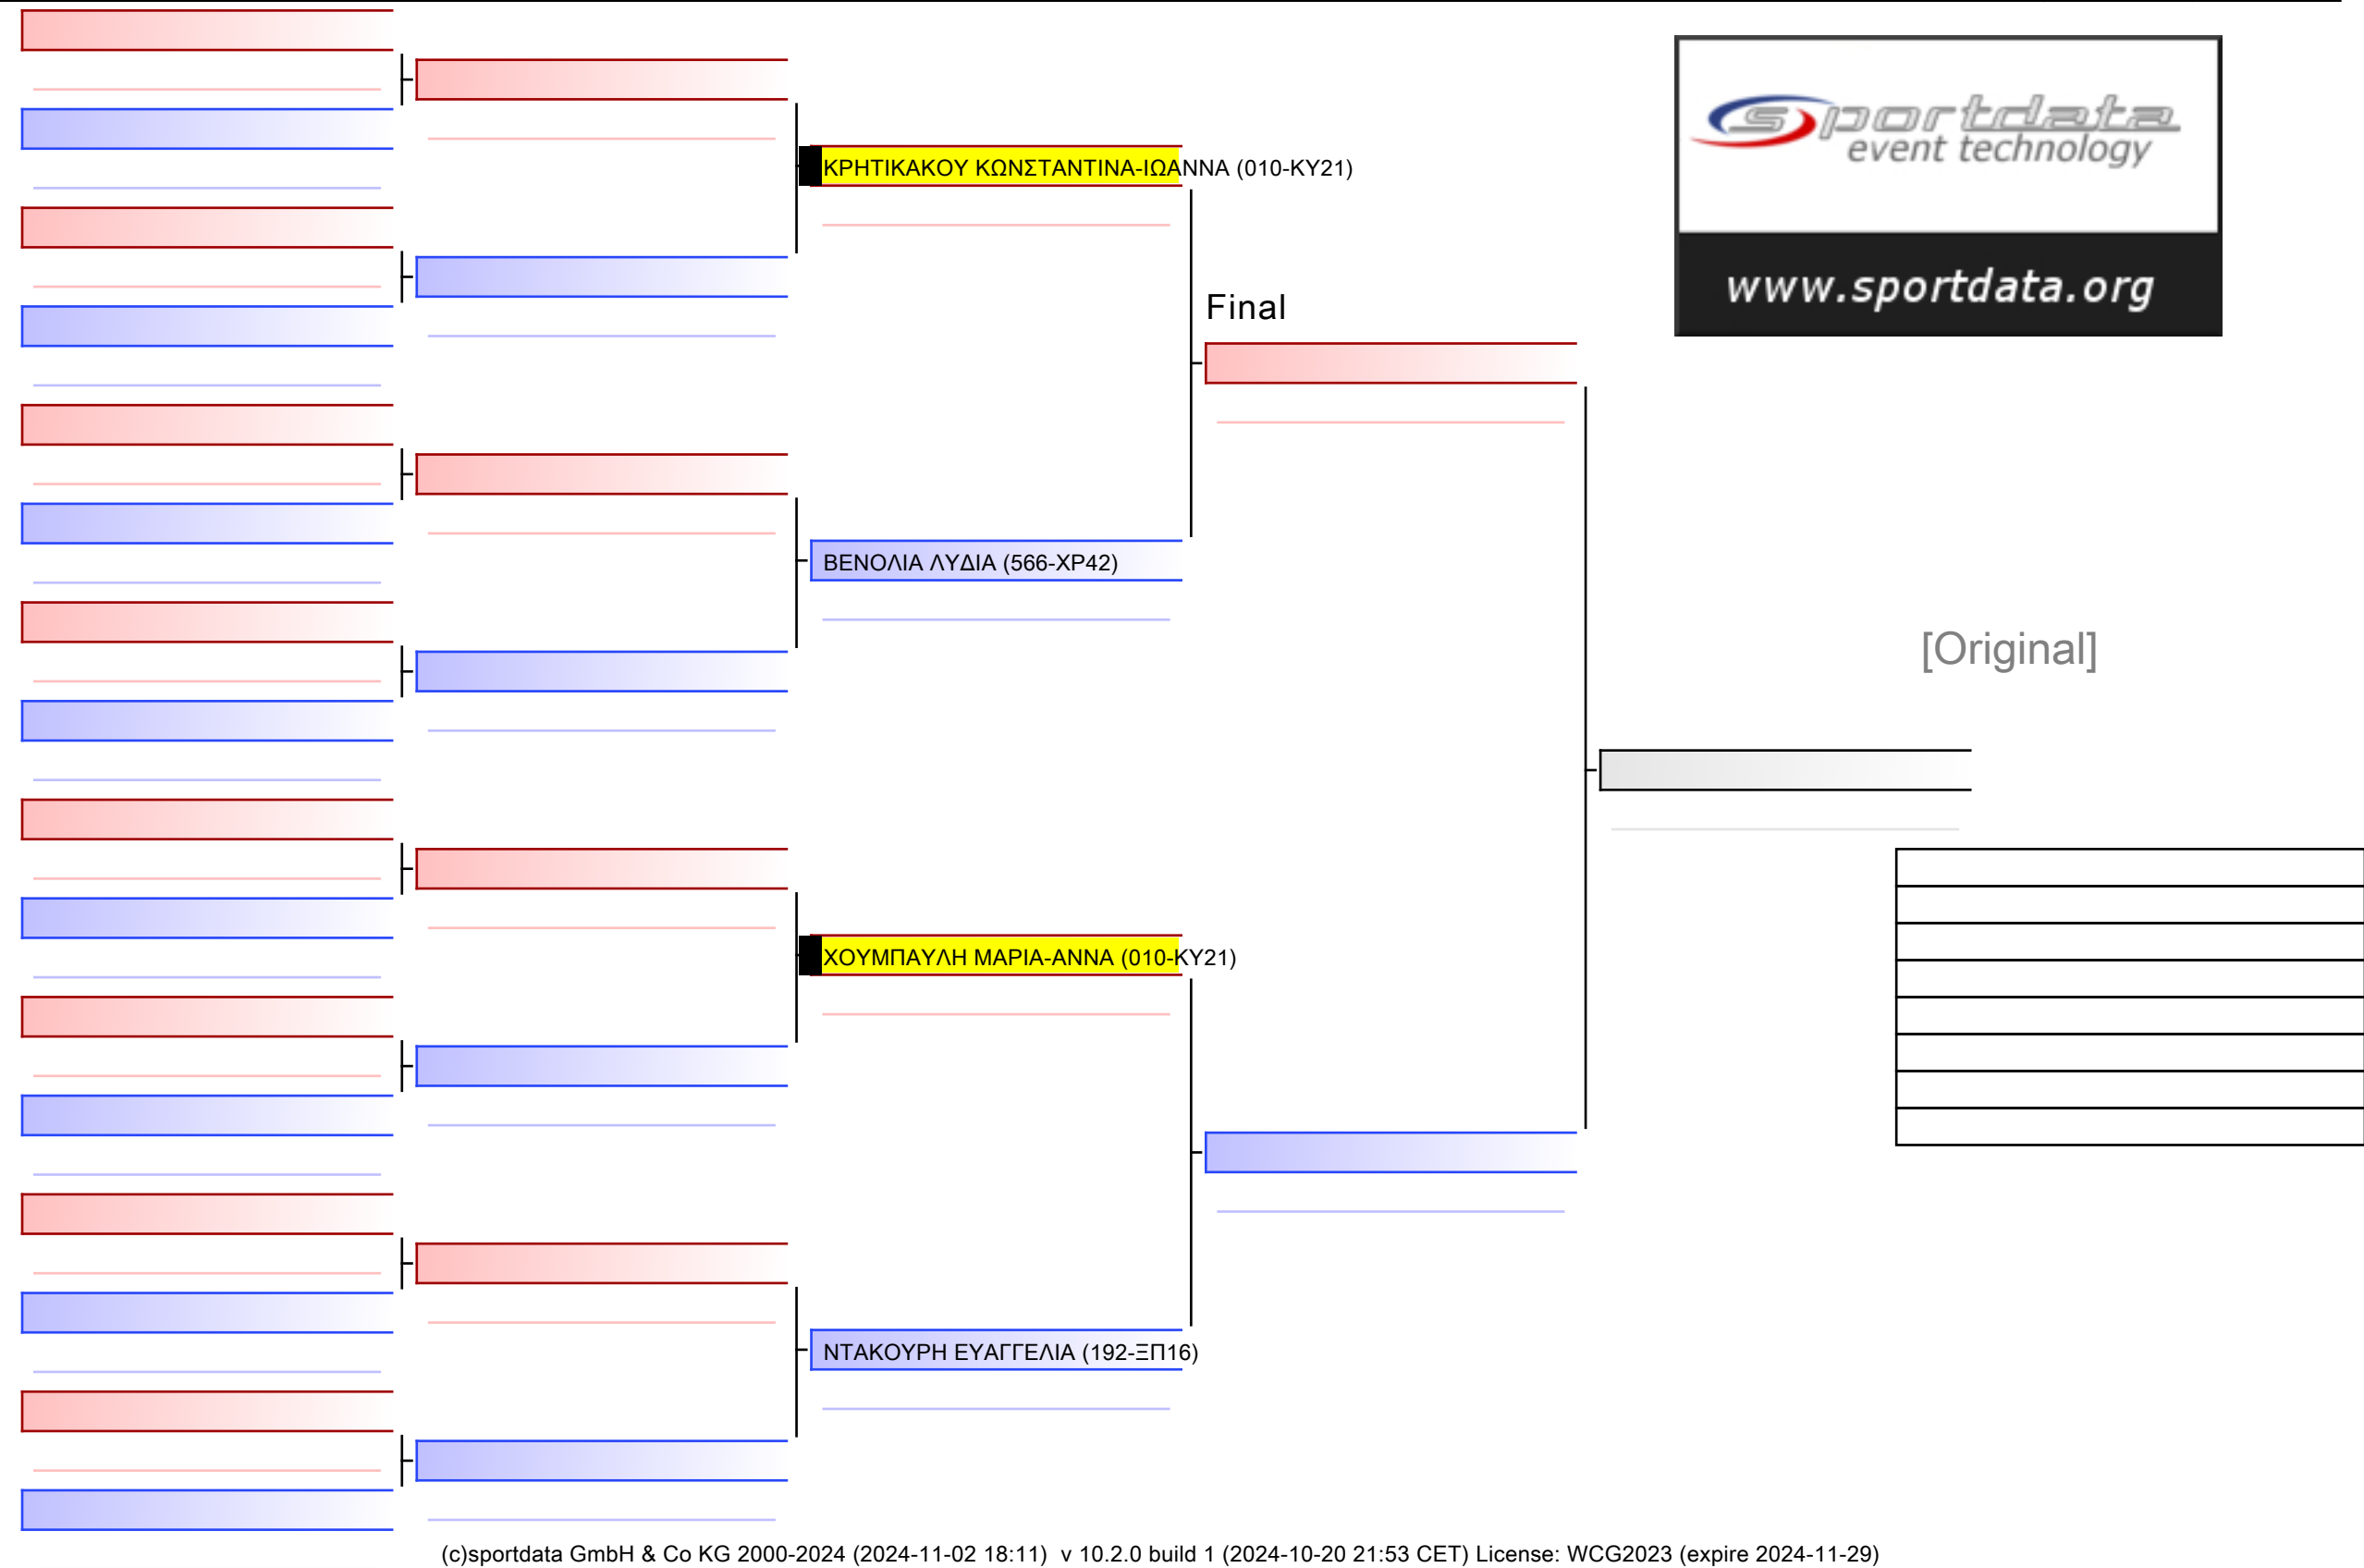 sportdata
event technology
www.sportdata.org
ΚΡΗΤΙΚΑΚΟΥ ΚΩΝΣΤΑΝΤΙΝΑ-ΙΩΑΝΝΑ (010-ΚΥ21)
Final
ΒΕΝΟΛΙΑ ΛΥΔΙΑ (566-ΧΡ42)
[Original]
ΧΟΥΜΠΑΥΛΗ ΜΑΡΙΑ-ΑΝΝΑ (010-ΚΥ21)
ΝΤΑΚΟΥΡΗ ΕΥΑΓΓΕΛΙΑ (192-ΞΠ16)
(c)sportdata GmbH & Co KG 2000-2024 (2024-11-02 18:11) v 10.2.0 build 1 (2024-10-20 21:53 CET) License: WCG2023 (expire 2024-11-29)